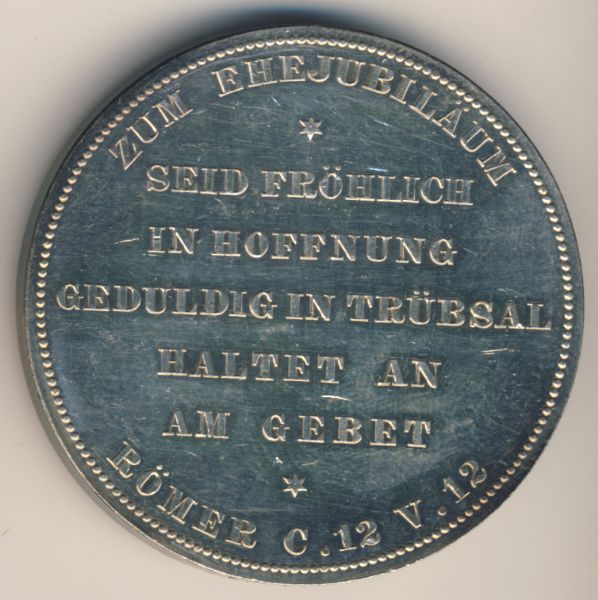 ZUM EHEJUBILÄUM
SEID FRÖHLICH
IN HOFFNUNG
GEDULDIG IN TRÜBSAL
HALTET AN
AM GEBET
RÖMER C.12 V.12